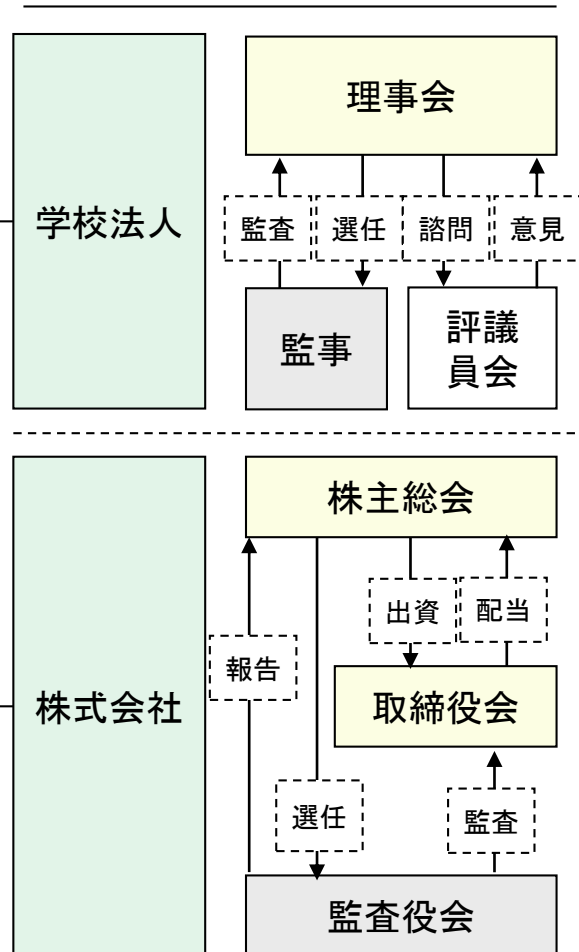 学校法人
理事会
監査
選任
諮問
意見
監事
評議
員会
株式会社
株主総会
出資
配当
報告
取締役会
選任
監査
監査役会